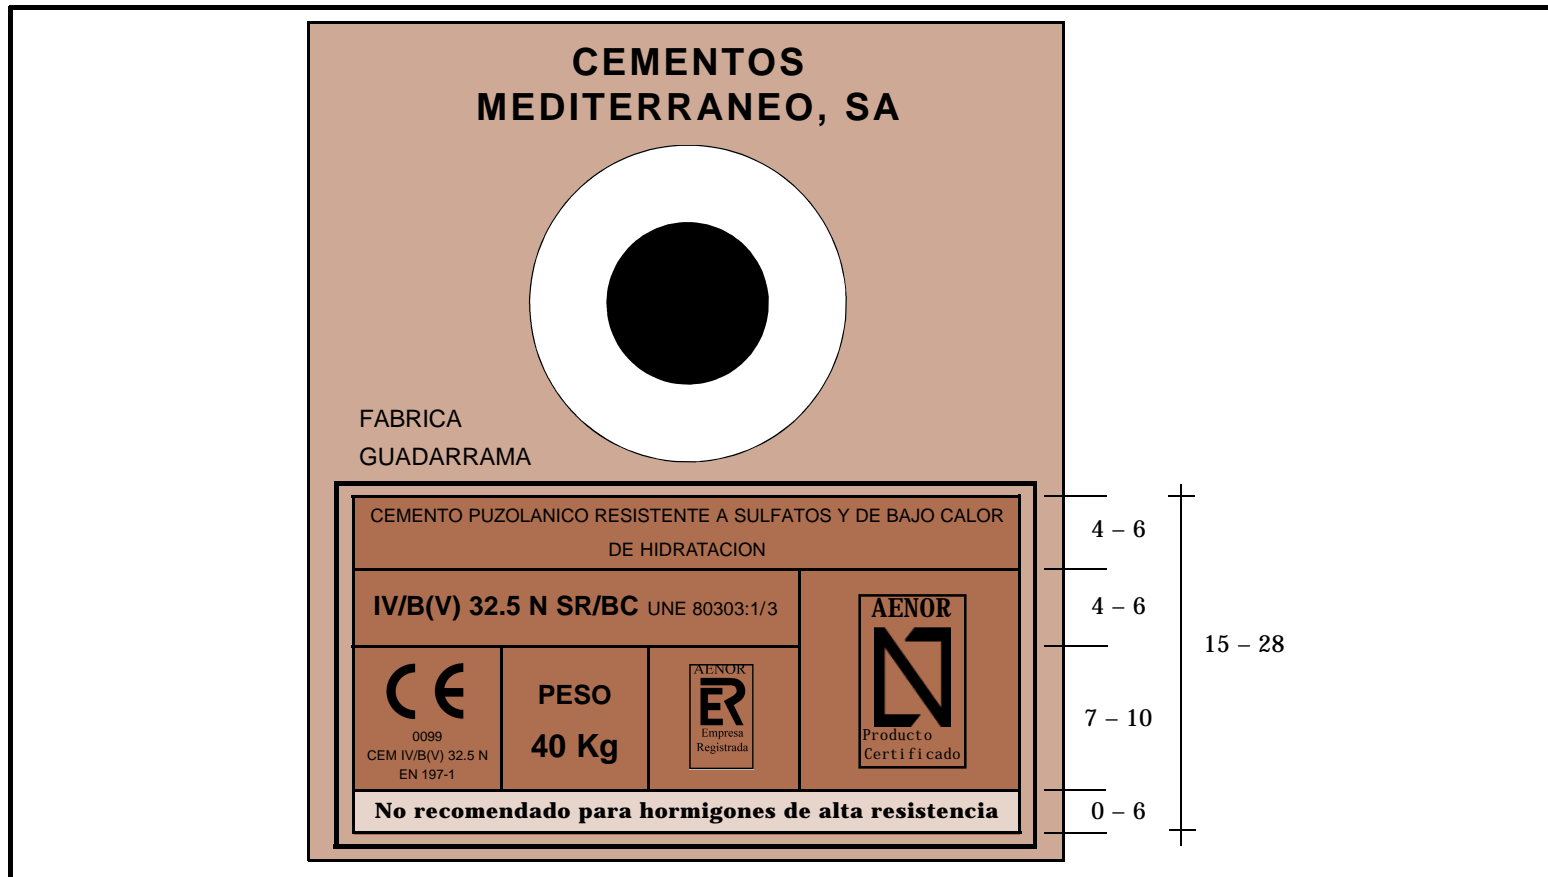 CEMENTOS
MEDITERRANEO, SA
FABRICA
GUADARRAMA
CEMENTO PUZOLANICO RESISTENTE A SULFATOS Y DE BAJO CALOR
DE HIDRATACION
IV/B(V) 32.5 N SR/BC UNE 80303:1/3
AENOR
N
Producto
Certificado
CE
0099
CEM IV/B(V) 32.5 N
EN 197-1
PESO
40 Kg
AENOR
ER
Empresa
Registrada
No recomendado para hormigones de alta resistencia
4 – 6
4 – 6
7 – 10
0 – 6
15 – 28